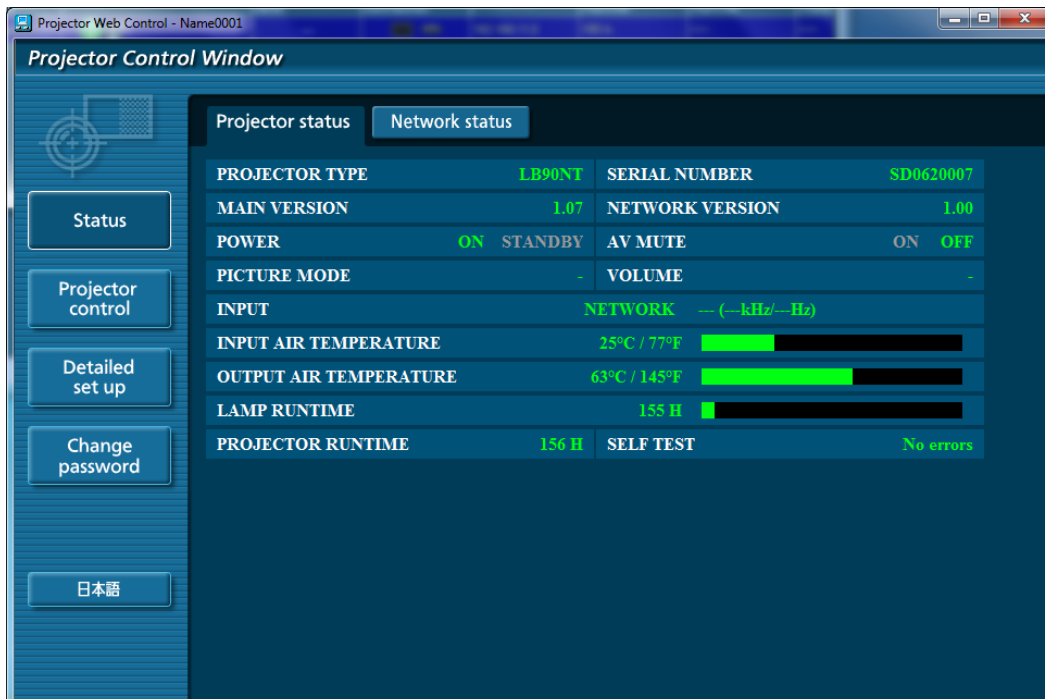 Projector Web Control - Name0001
Projector Control Window
Projector status Network status
PROJECTOR TYPE LB90NT SERIAL NUMBER SD0620007
MAIN VERSION 1.07 NETWORK VERSION 1.00
POWER ON STANDBY AV MUTE ON OFF
PICTURE MODE - VOLUME -
INPUT NETWORK --- (---kHz/---Hz)
INPUT AIR TEMPERATURE 25°C / 77°F
OUTPUT AIR TEMPERATURE 63°C / 145°F
LAMP RUNTIME 155 H
PROJECTOR RUNTIME 156 H SELF TEST No errors
Status
Projector
control
Detailed
set up
Change
password
日本語